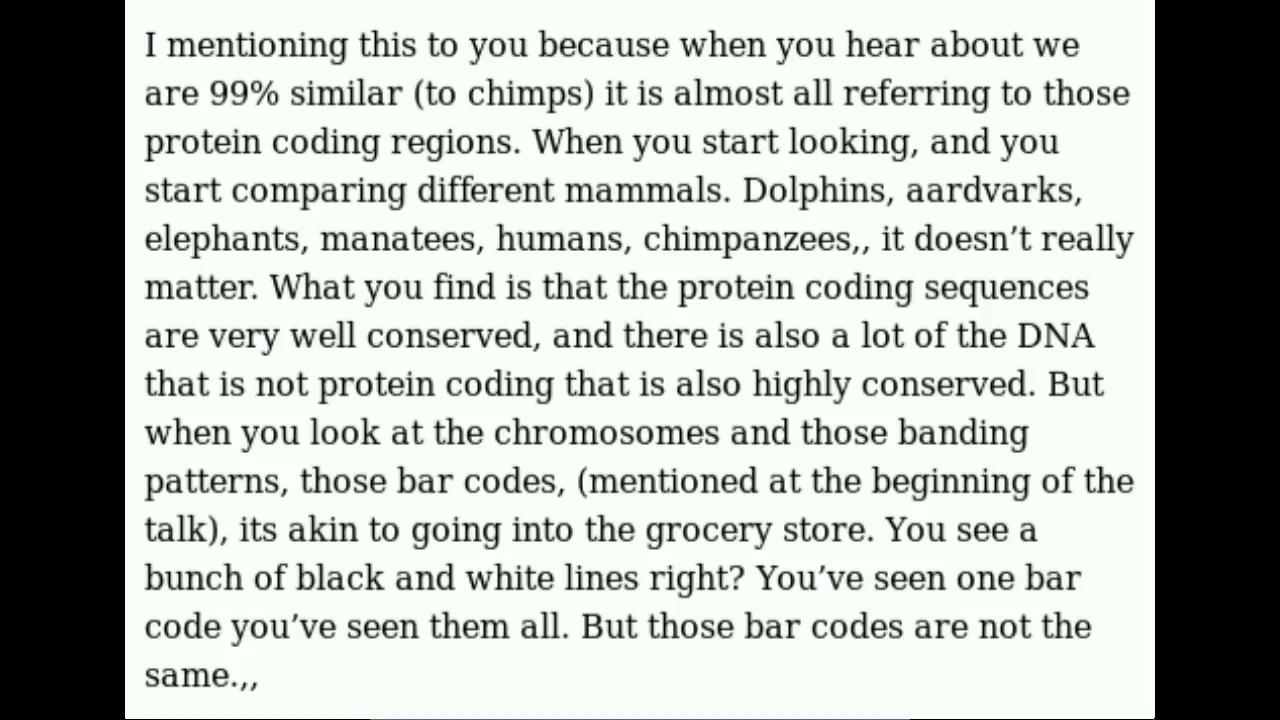 I mentioning this to you because when you hear about we
are 99% similar (to chimps) it is almost all referring to those
protein coding regions. When you start looking, and you
start comparing different mammals. Dolphins, aardvarks,
elephants, manatees, humans, chimpanzees,, it doesn’t really
matter. What you find is that the protein coding sequences
are very well conserved, and there is also a lot of the DNA
that is not protein coding that is also highly conserved. But
when you look at the chromosomes and those banding
patterns, those bar codes, (mentioned at the beginning of the
talk), its akin to going into the grocery store. You see a
bunch of black and white lines right? You’ve seen one bar
code you’ve seen them all. But those bar codes are not the
same.,,